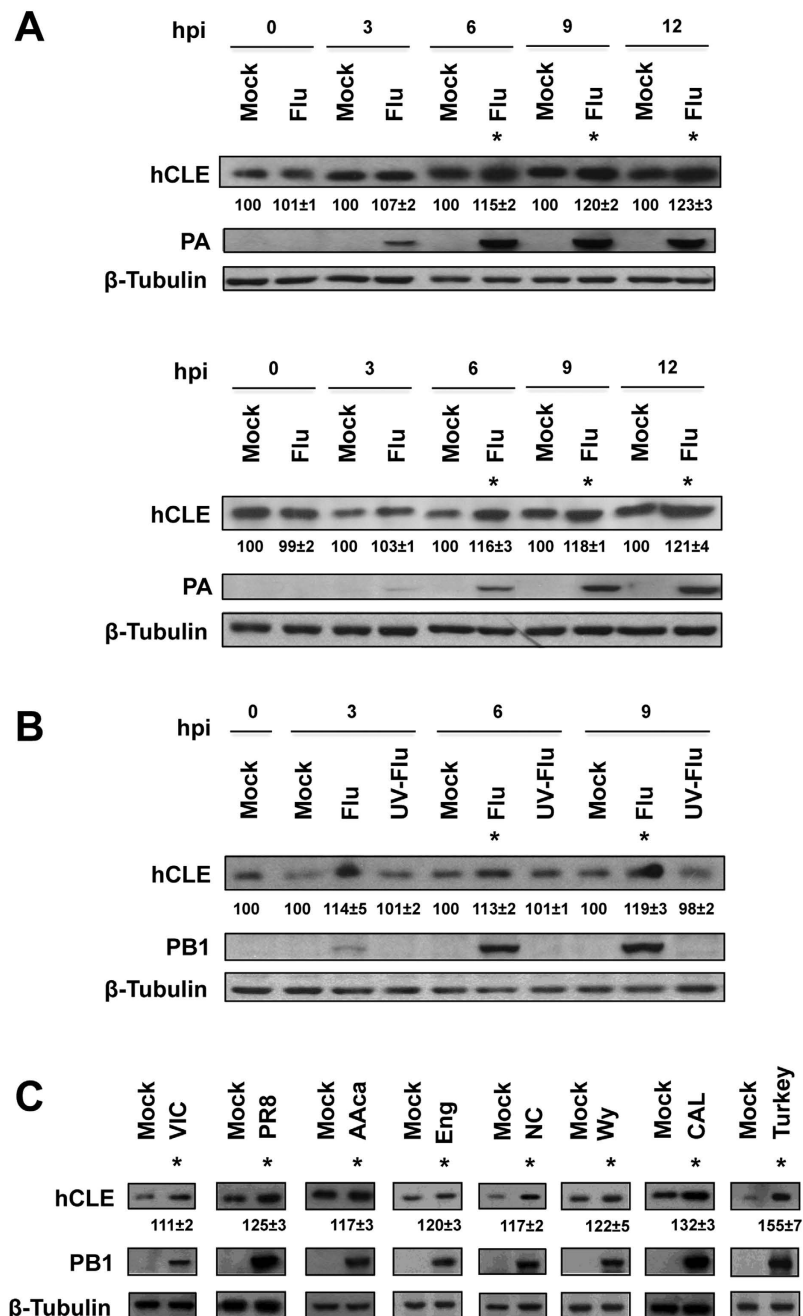 A
hpi 0 3 6 9 12
Mock Flu Mock Flu Mock Flu Mock Flu Mock Flu
* * *
hCLE
100 101±1 100 107±2 100 115±2 100 120±2 100 123±3
PA
β-Tubulin
hpi 0 3 6 9 12
Mock Flu Mock Flu Mock Flu Mock Flu Mock Flu
* * *
hCLE
100 99±2 100 103±1 100 116±3 100 118±1 100 121±4
PA
β-Tubulin
B
hpi 0 3 6 9
Mock Mock Flu UV-Flu Mock Flu UV-Flu Mock Flu UV-Flu
* *
hCLE
100 100 114±5 101±2 100 113±2 101±1 100 119±3 98±2
PB1
β-Tubulin
C
Mock VIC Mock PR8 Mock AAca Mock Eng Mock NC Mock Wy Mock CAL Mock Turkey
* * * * * * * *
hCLE
111±2 125±3 117±3 120±3 117±2 122±5 132±3 155±7
PB1
β-Tubulin